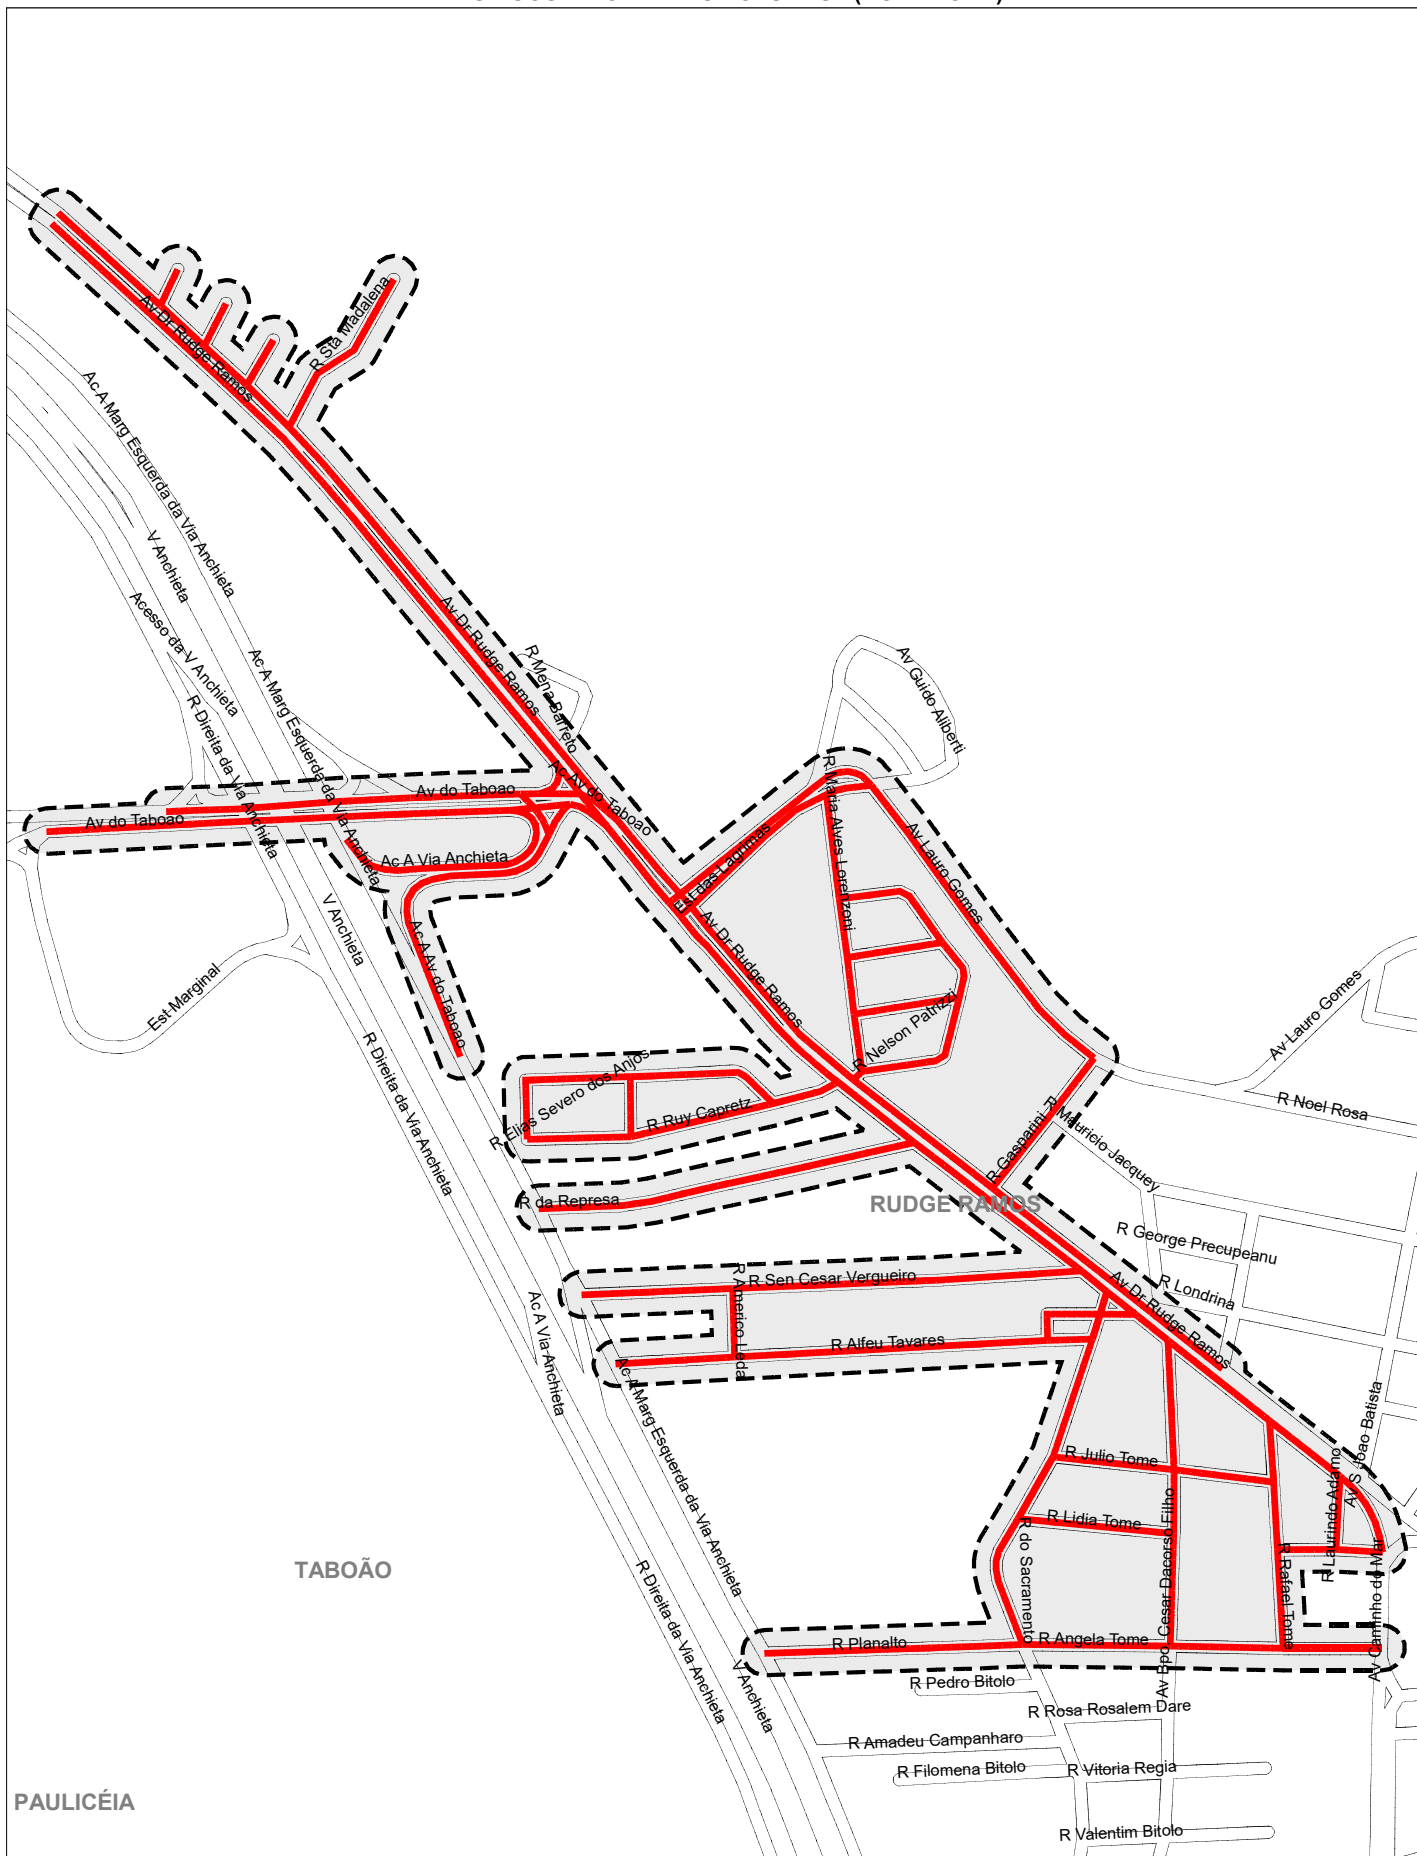 Av Dr Rudge Ramos
R Sta Madalena
Ac A Marg Esquerda da Via Anchieta
V Anchieta
Acesso da V Anchieta
R Direita da Via Anchieta
Ac A Marg Esquerda da Via Anchieta
Av Dr Rudge Ramos
R Mena Barreto
Av Guido Aliberti
Ac Av do Taboao
Av do Taboao
Av do Taboao
Ac A Via Anchieta
Est das Lagrimas
R Maria Alves Lorenzoni
Av Lauro Gomes
Av Dr Rudge Ramos
V Anchieta
Ac A Av do Taboao
Est Marginal
R Nelson Patrizzi
Av Lauro Gomes
R Direita da Via Anchieta
R Elias Severo dos Anjos
R Ruy Capretz
R Noel Rosa
R Mauricio Jacquey
R Gasparini
R da Represa
RUDGE RAMOS
R George Precupeanu
R Londrina
R Sen Cesar Vergueiro
R Americo Leda
Av Dr Rudge Ramos
R Alfeu Tavares
Ac A Via Anchieta
Ac A Marg Esquerda da Via Anchieta
Av S Joao Batista
R Julio Tome
R Laurindo Adamo
R Lidia Tome
R do Sacramento
Av Bpo Cesar Dacorso Filho
R Rafael Tome
Av Caminho do Mar
TABOÃO
R Direita da Via Anchieta
R Planalto
R Angela Tome
V Anchieta
R Pedro Bitolo
R Rosa Rosalem Dare
R Amadeu Campanharo
R Filomena Bitolo
R Vitoria Regia
PAULICÉIA
R Valentim Bitolo